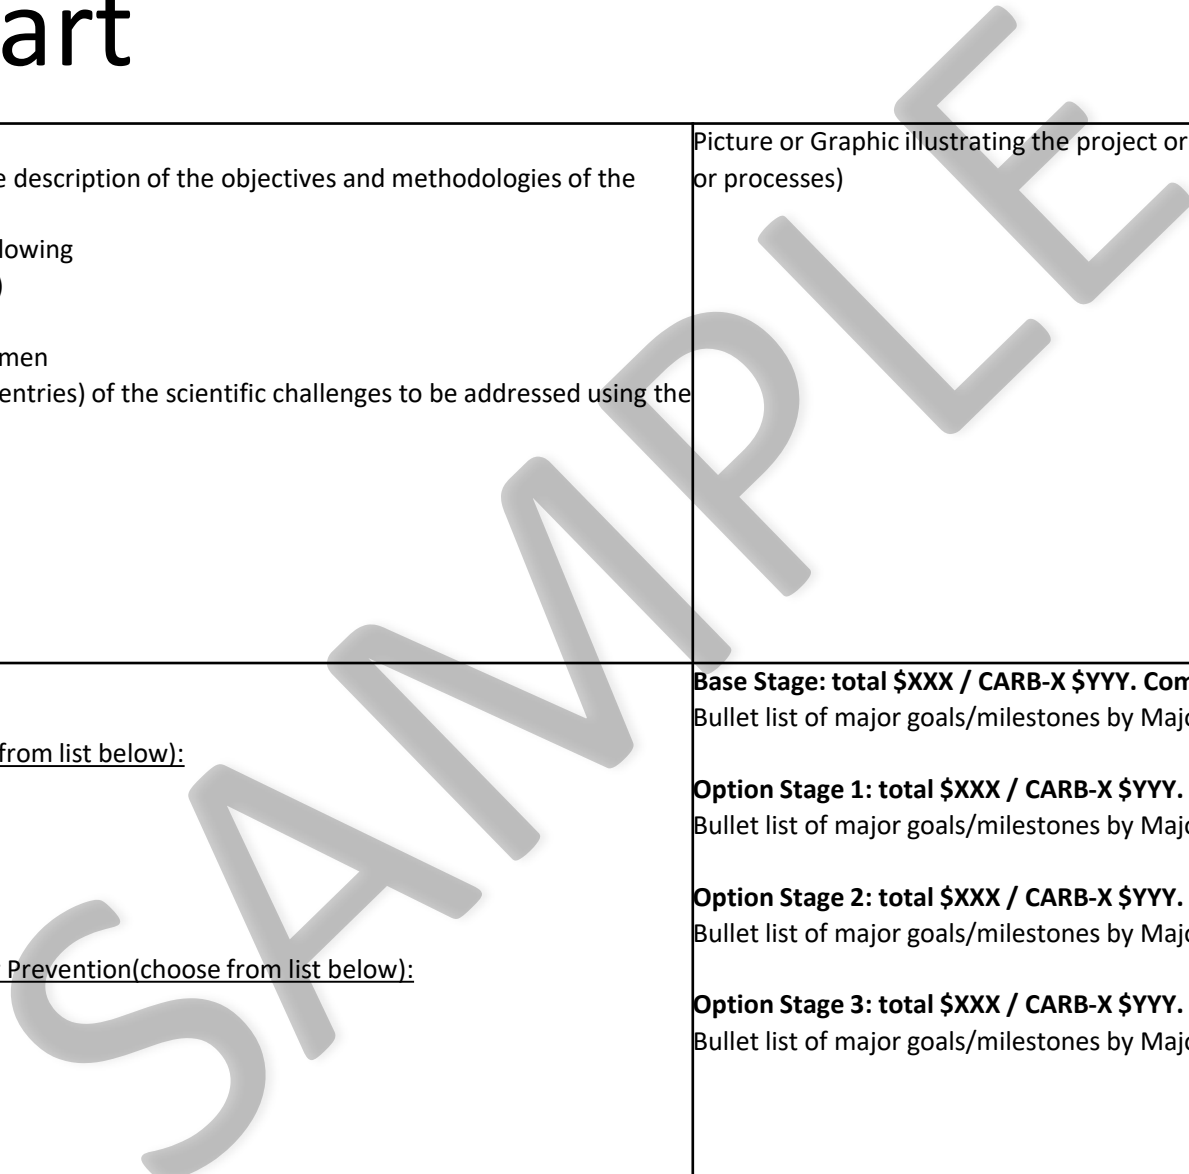 art
e description of the objectives and methodologies of the
lowing
)
men
entries) of the scientific challenges to be addressed using the
Picture or Graphic illustrating the project or
or processes)
from list below):
Prevention(choose from list below):
Base Stage: total $XXX / CARB-X $YYY. Com
Bullet list of major goals/milestones by Majo
Option Stage 1: total $XXX / CARB-X $YYY.
Bullet list of major goals/milestones by Majo
Option Stage 2: total $XXX / CARB-X $YYY.
Bullet list of major goals/milestones by Majo
Option Stage 3: total $XXX / CARB-X $YYY.
Bullet list of major goals/milestones by Majo
SAMPLE